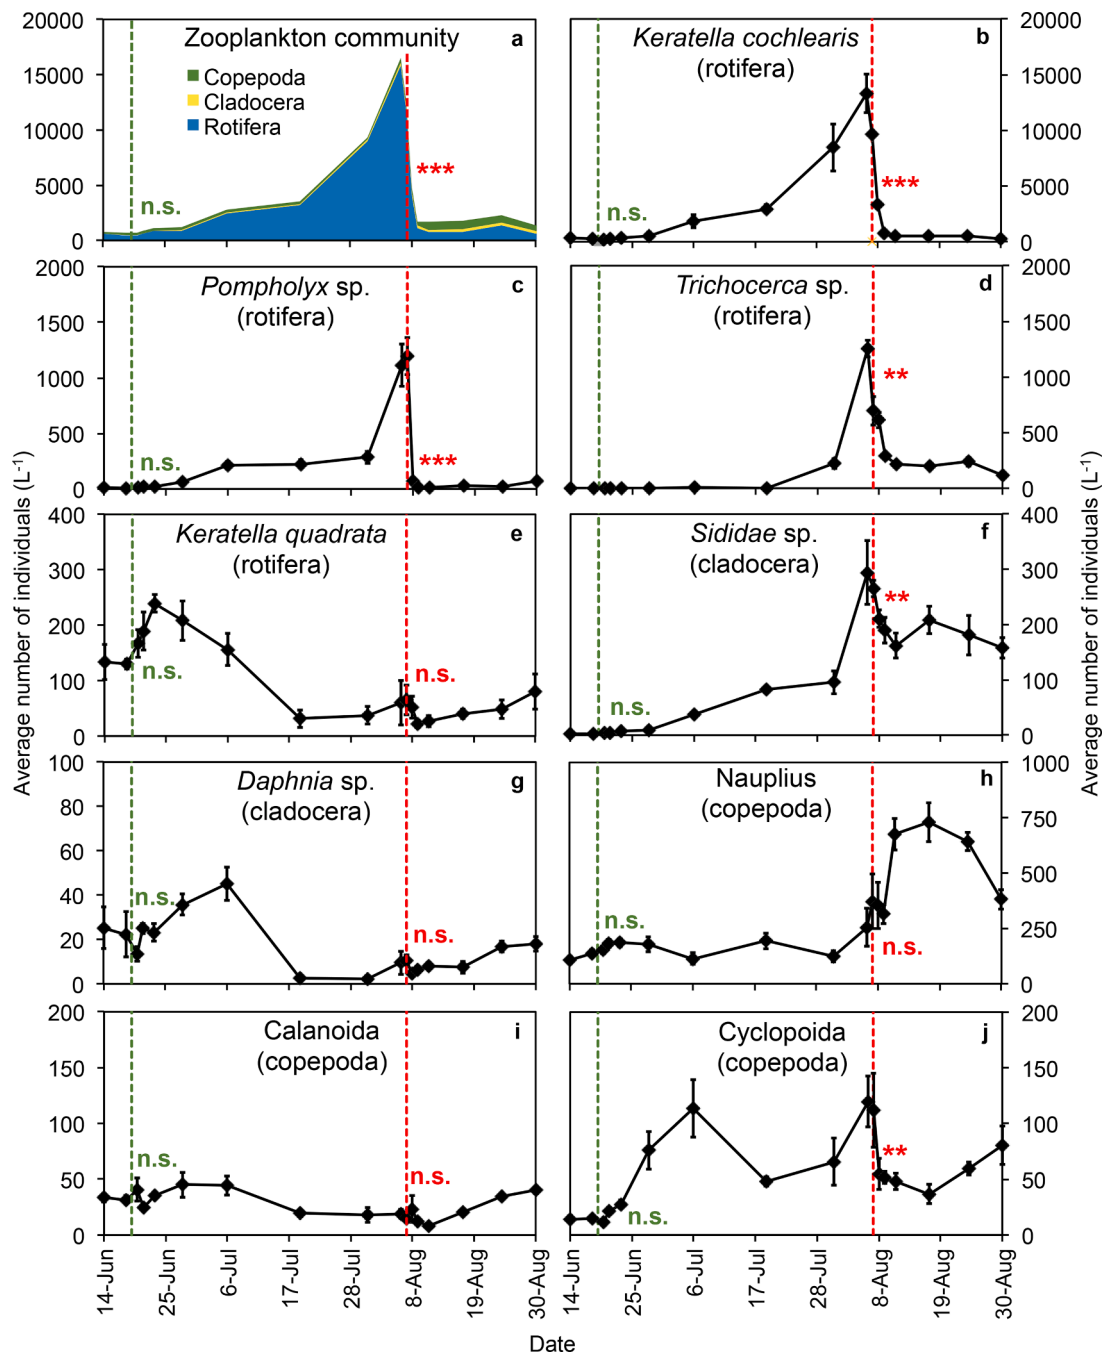 Zooplankton community
a
Copepoda
Cladocera
Rotifera
n.s.
***
20000
15000
10000
5000
0
Keratella cochlearis
(rotifera)
b
n.s.
***
20000
15000
10000
5000
0
Pompholyx sp.
(rotifera)
c
n.s.
***
2000
1500
1000
500
0
Trichocerca sp.
(rotifera)
d
**
2000
1500
1000
500
0
Keratella quadrata
(rotifera)
e
n.s.
n.s.
400
300
200
100
0
Sididae sp.
(cladocera)
f
n.s.
**
400
300
200
100
0
Daphnia sp.
(cladocera)
g
n.s.
n.s.
100
80
60
40
20
0
Nauplius
(copepoda)
h
n.s.
n.s.
1000
750
500
250
0
Calanoida
(copepoda)
i
n.s.
n.s.
200
150
100
50
0
Cyclopoida
(copepoda)
j
n.s.
**
200
150
100
50
0
14-Jun
25-Jun
6-Jul
17-Jul
28-Jul
8-Aug
19-Aug
30-Aug
14-Jun
25-Jun
6-Jul
17-Jul
28-Jul
8-Aug
19-Aug
30-Aug
Date
Average number of individuals (L-1)
Average number of individuals (L-1)